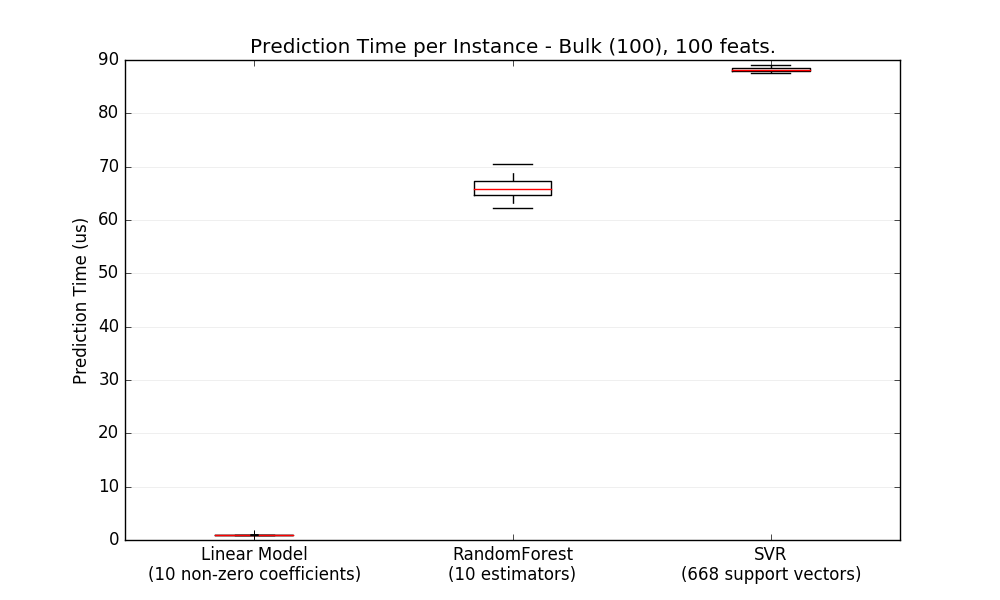 Prediction Time per Instance - Bulk (100), 100 feats.
90
80
70
60
50
40
30
20
10
0
Prediction Time (us)
Linear Model
(10 non-zero coefficients)
RandomForest
(10 estimators)
SVR
(668 support vectors)